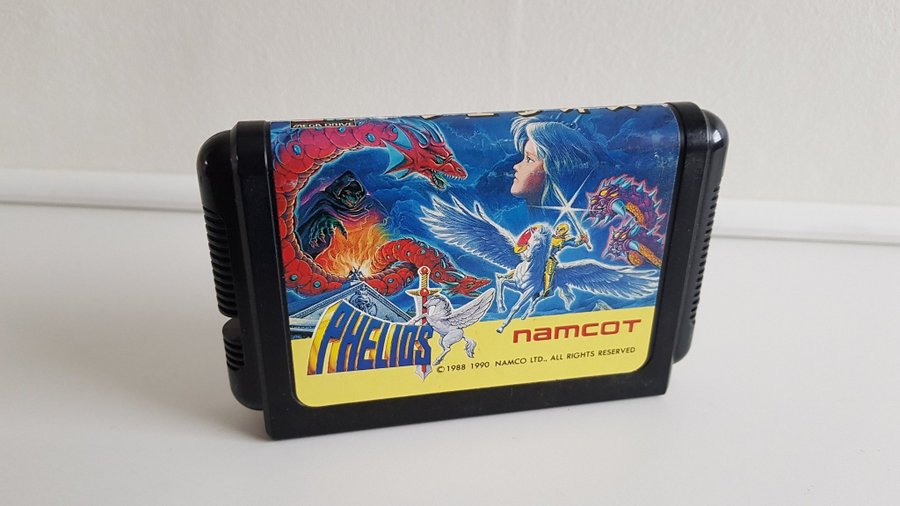 MEGA DRIVE
PHELIOS
namcoT
©1988 1990 NAMCO LTD., ALL RIGHTS RESERVED